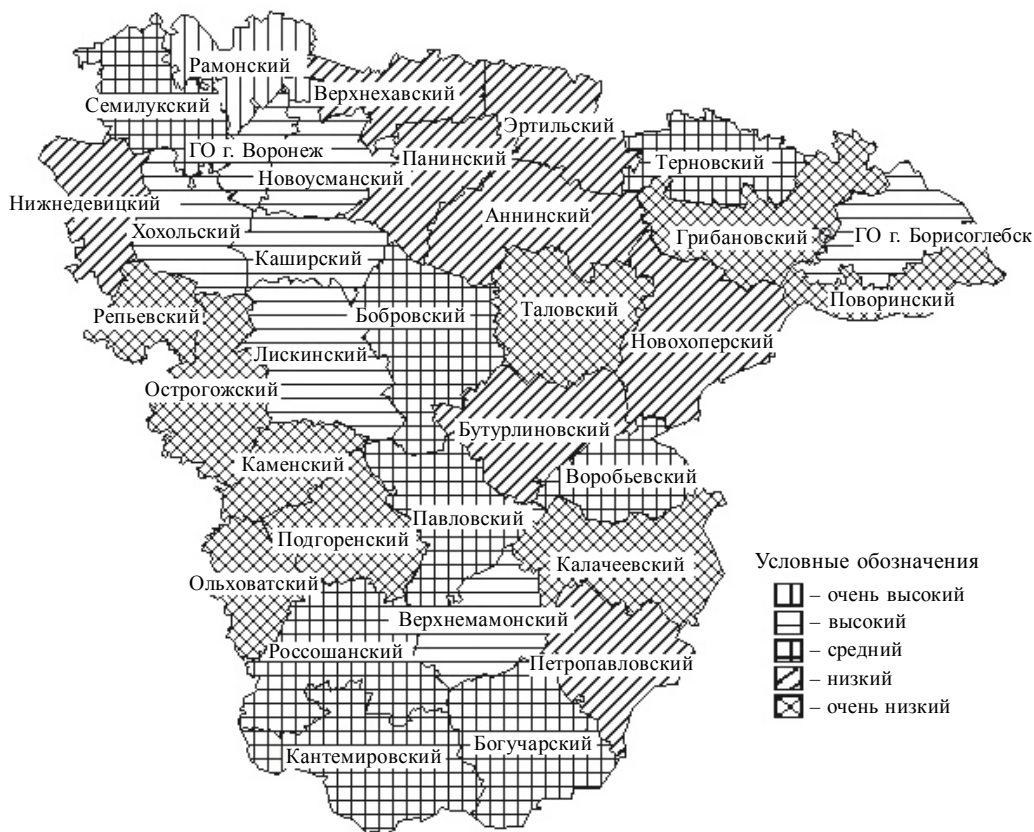 Рамонский
Семилукский
Верхнехавский
Эртильский
ГО г. Воронеж
Панинский
Терновский
Новоусманский
Нижнедевицкий
Аннинский
Хохольский
Грибановский
ГО г. Борисоглебск
Каширский
Поворинский
Репьевский
Бобровский
Таловский
Лискинский
Новохоперский
Острогожский
Бутурлиновский
Каменский
Воробьевский
Павловский
Подгоренский
Калачеевский
Ольховатский
Верхнемамонский
Россошанский
Петропавловский
Кантемировский
Богучарский
Условные обозначения
– очень высокий
– высокий
– средний
– низкий
– очень низкий